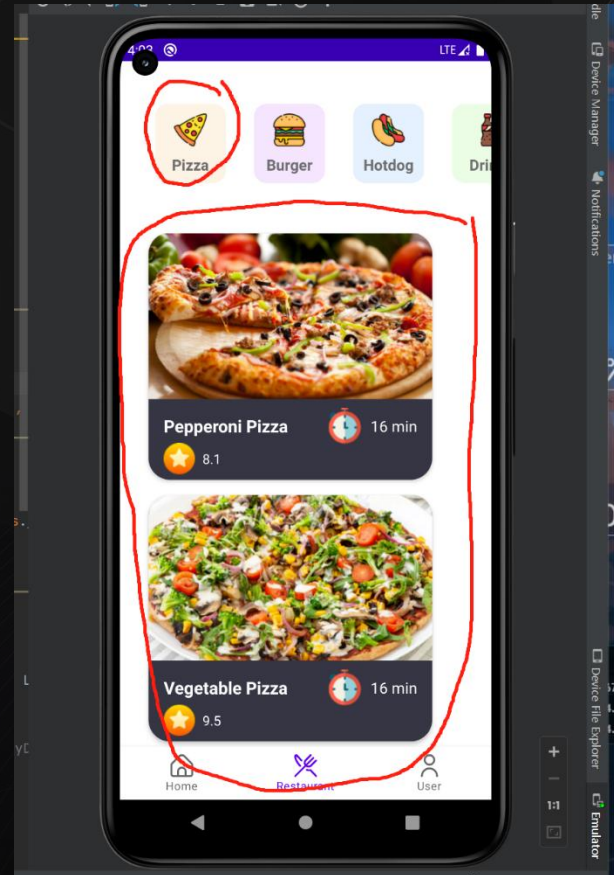 4:03
LTE
Pizza
Burger
Hotdog
Dri
Pepperoni Pizza
16 min
8.1
Vegetable Pizza
16 min
9.5
Home
Restaurant
User
1:1
Device Manager
Notifications
Device File Explorer
Emulator